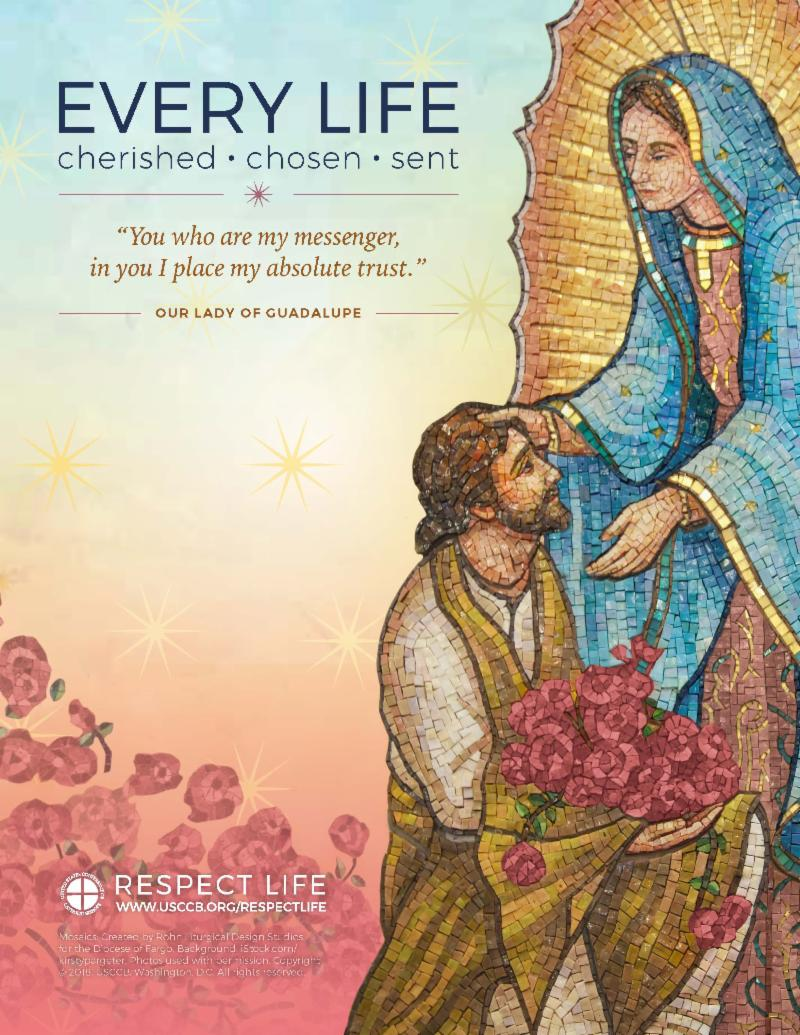 EVERY LIFE
cherished • chosen • sent
“You who are my messenger,
in you I place my absolute trust.”
OUR LADY OF GUADALUPE
RESPECT LIFE
WWW.USCCB.ORG/RESPECTLIFE
Mosaics: Created by Rohn Liturgical Design Studios
for the Diocese of Fargo. Background: iStock.com/
kirstypargeter. Photos used with permission. Copyright
© 2018, USCCB, Washington, D.C. All rights reserved.